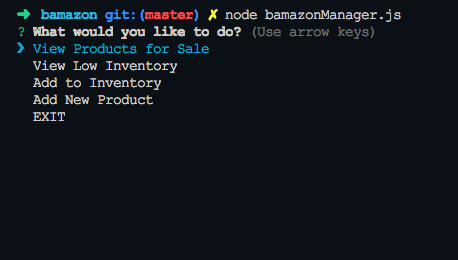 ➜ bamazon git:(master) ✗ node bamazonManager.js
? What would you like to do? (Use arrow keys)
❯ View Products for Sale
View Low Inventory
Add to Inventory
Add New Product
EXIT